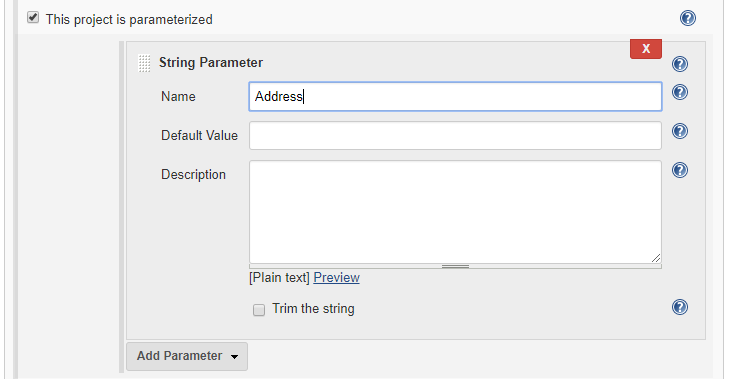 This project is parameterized
?
X
String Parameter
?
Name
Address
?
Default Value
?
Description
?
[Plain text] Preview
Trim the string
?
Add Parameter